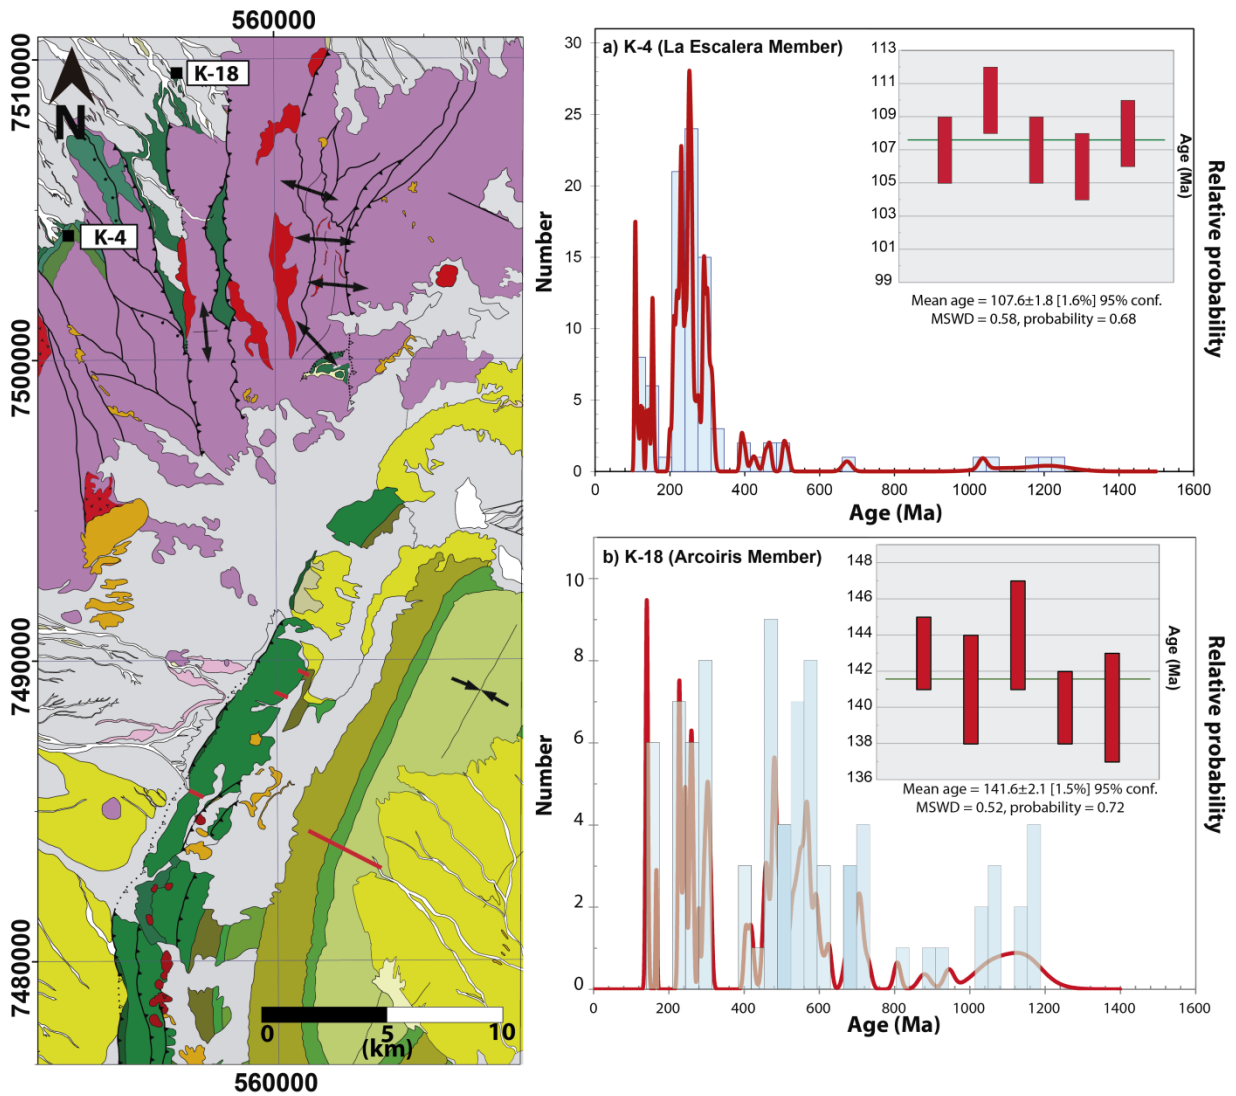 560000
7510000
7500000
7490000
7480000
N
K-18
K-4
0
5
10
(km)
560000
a) K-4 (La Escalera Member)
Number
30
25
20
15
10
5
0
0 200 400 600 800 1000 1200 1400 1600
Age (Ma)
Relative probability
113
111
109
107
105
103
101
99
Age (Ma)
Mean age = 107.6±1.8 [1.6%] 95% conf.
MSWD = 0.58, probability = 0.68
b) K-18 (Arcoiris Member)
Number
10
8
6
4
2
0
0 200 400 600 800 1000 1200 1400 1600
Age (Ma)
Relative probability
148
146
144
142
140
138
136
Age (Ma)
Mean age = 141.6±2.1 [1.5%] 95% conf.
MSWD = 0.52, probability = 0.72